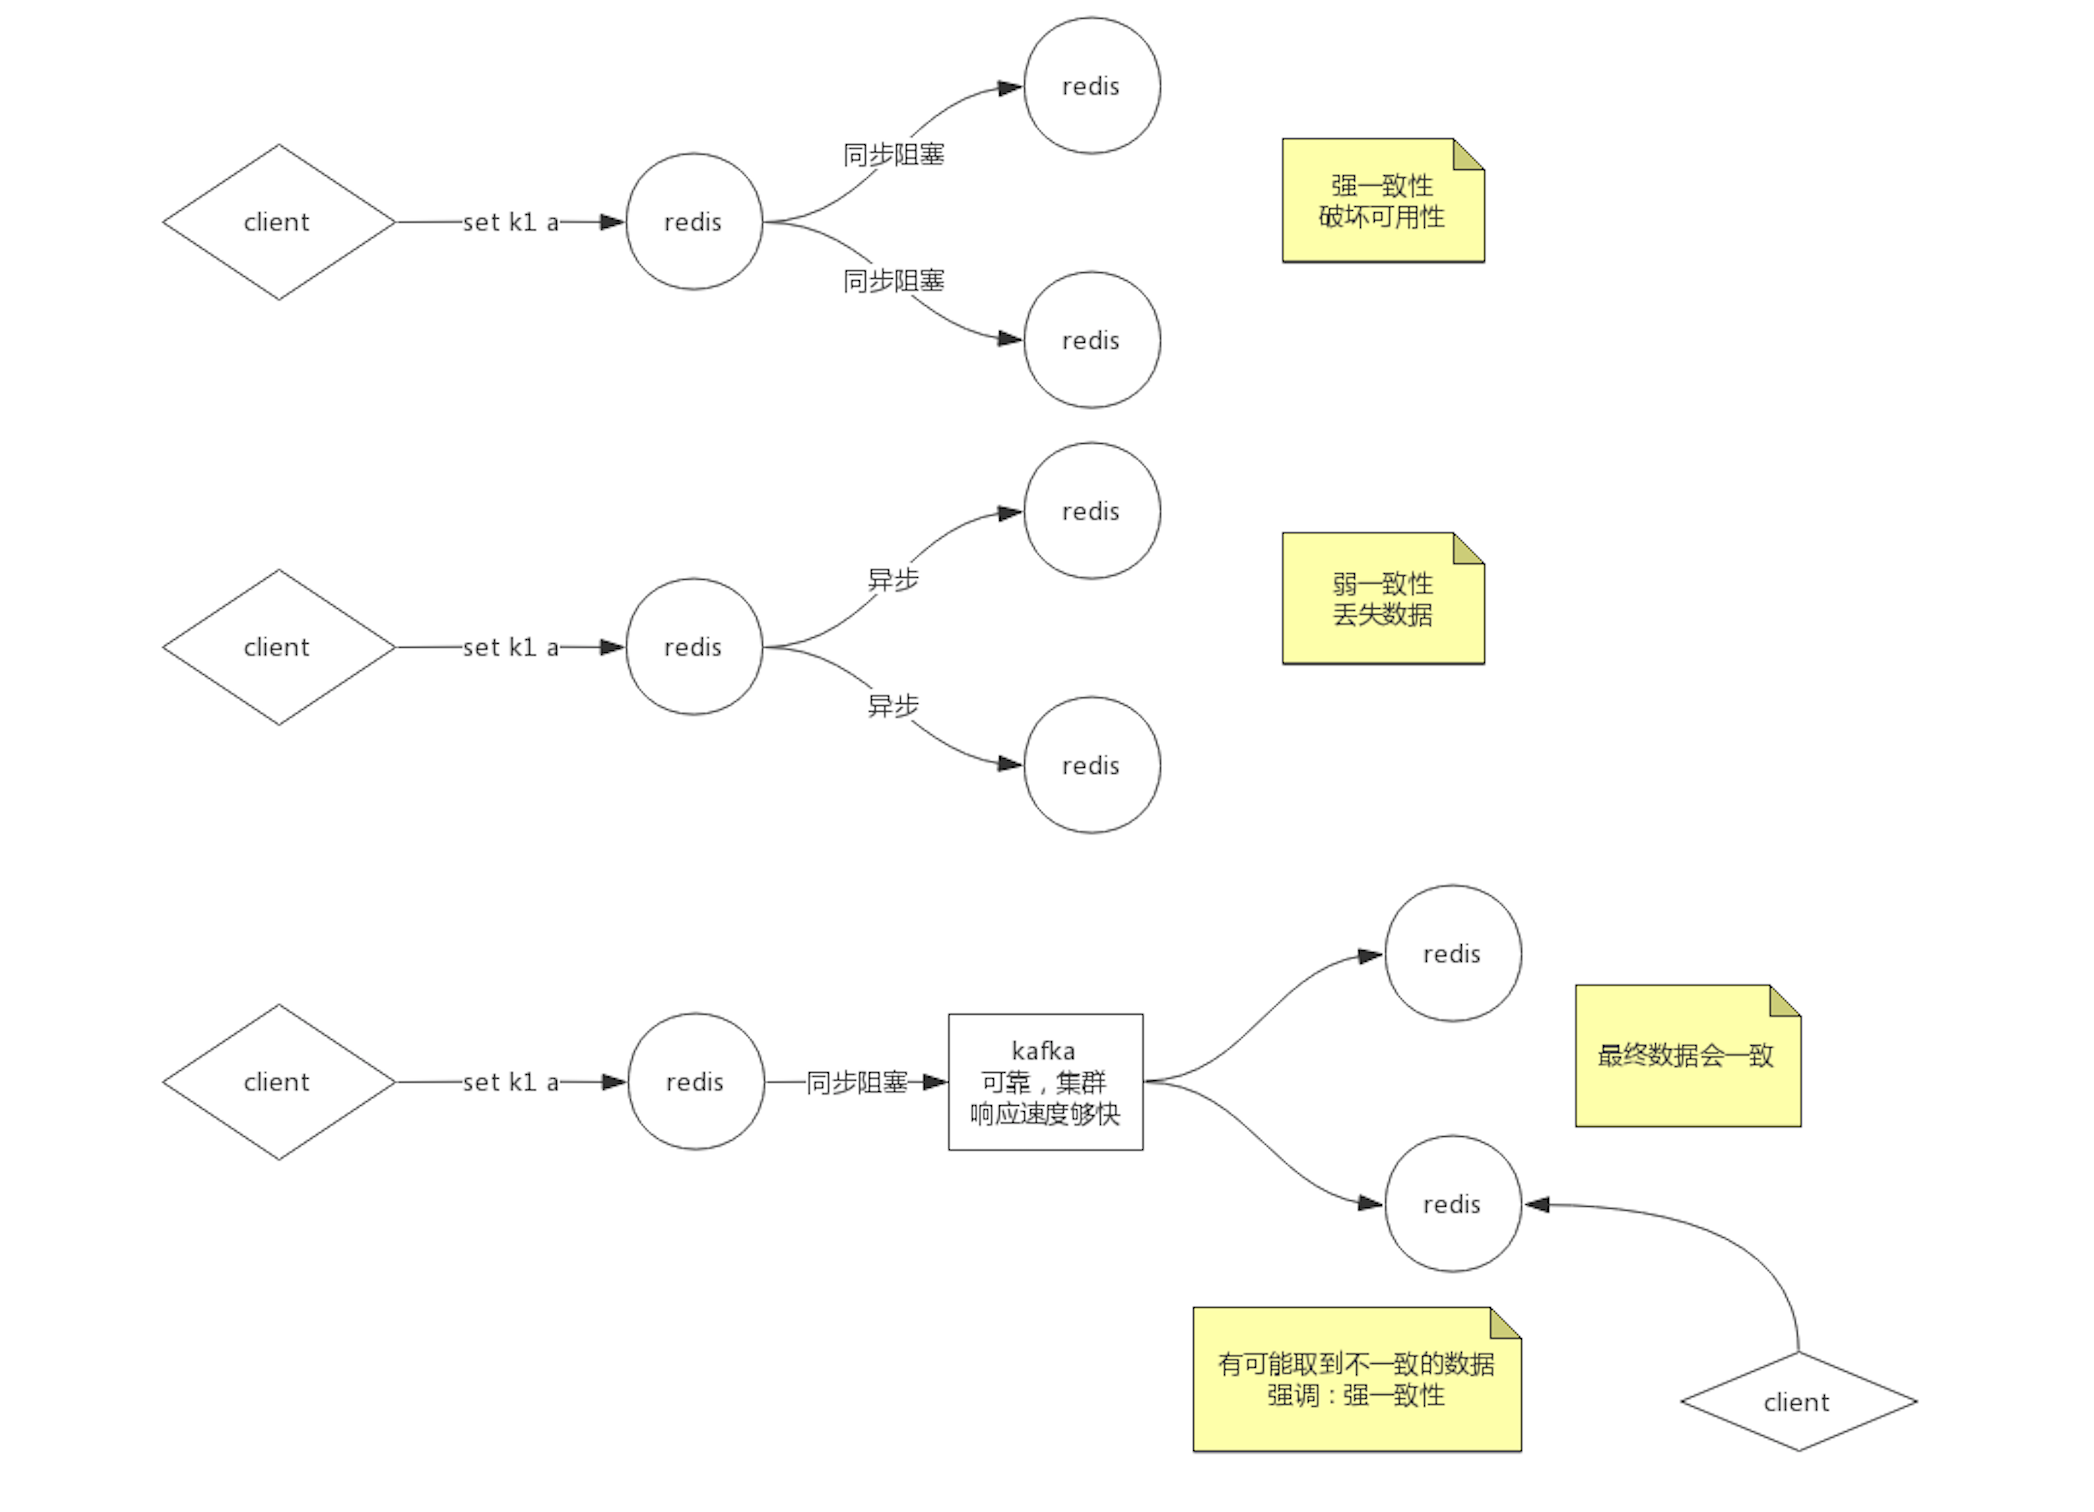 redis
同步阻塞
client
set k1 a
redis
强一致性
破坏可用性
同步阻塞
redis
redis
异步
client
set k1 a
redis
弱一致性
丢失数据
异步
redis
redis
client
set k1 a
redis
同步阻塞
kafka
可靠，集群
响应速度够快
最终数据会一致
redis
有可能取到不一致的数据
强调：强一致性
client